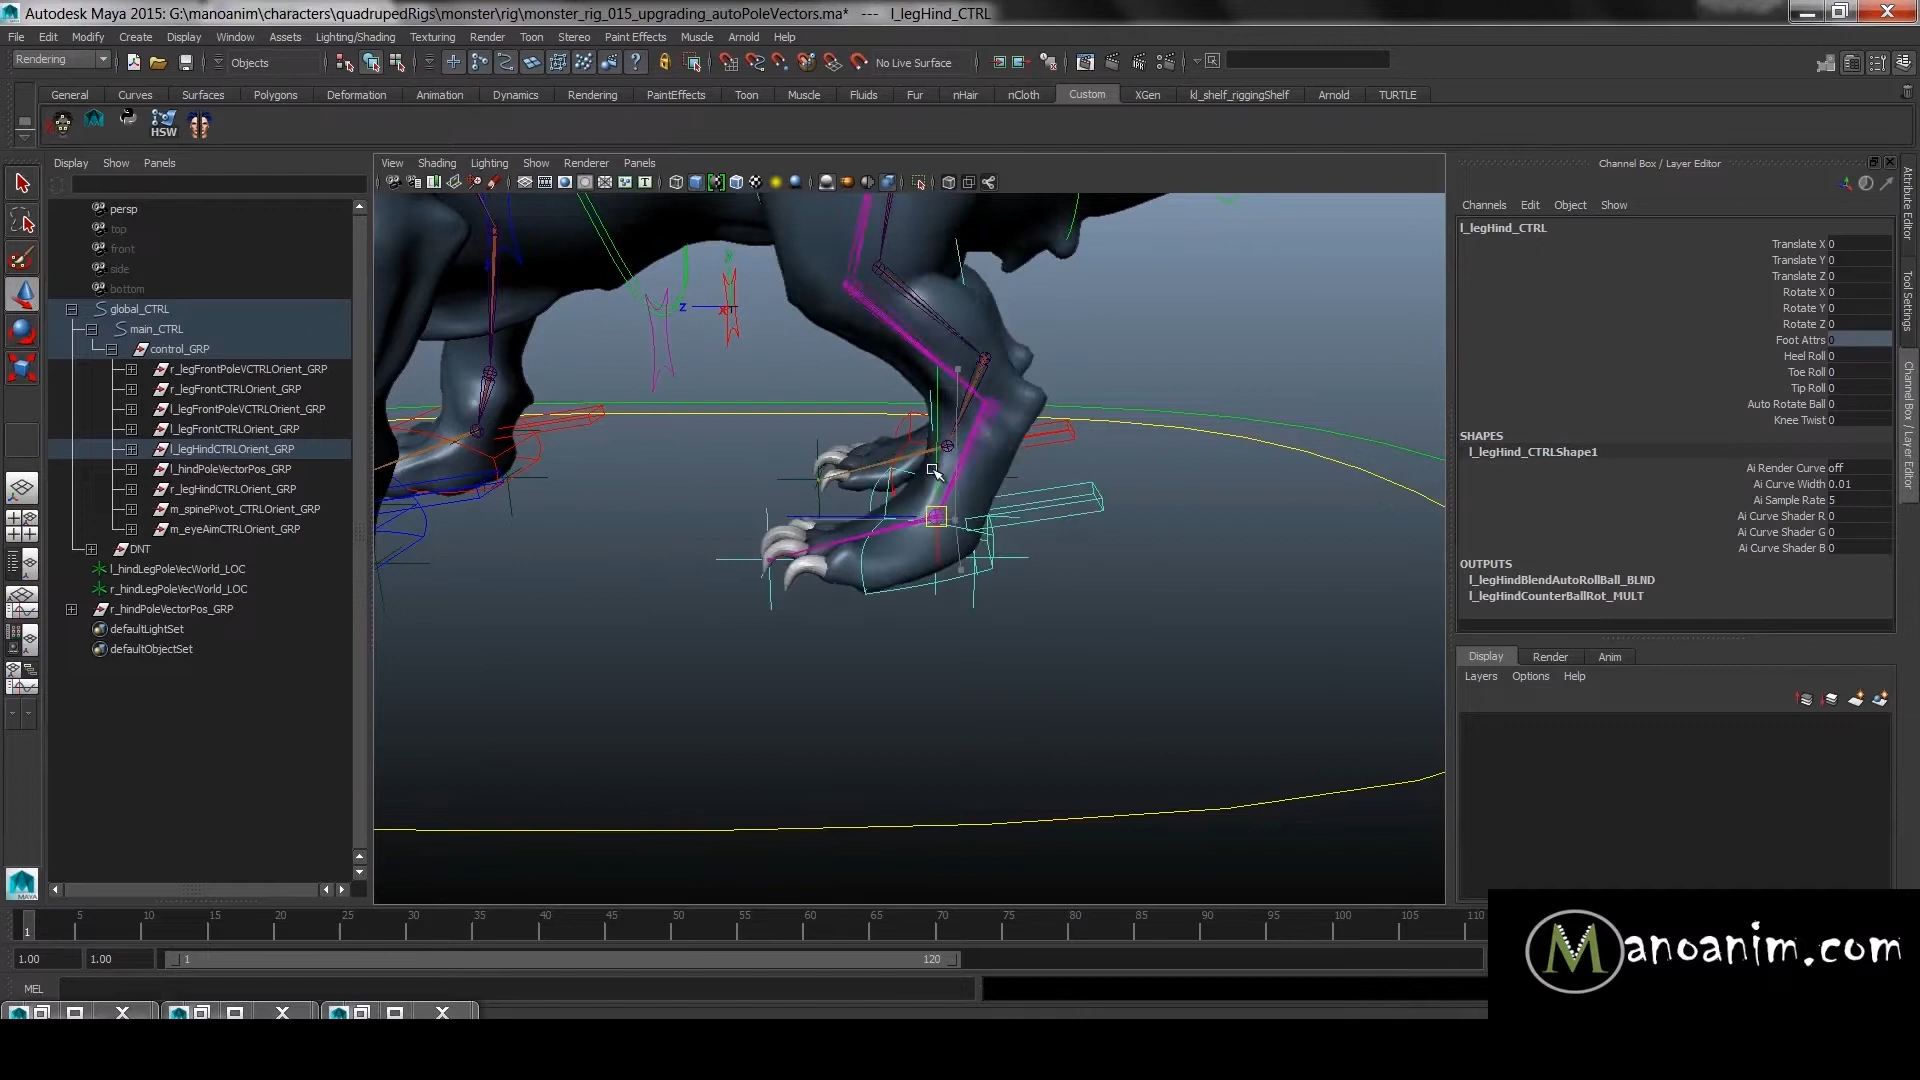 Autodesk Maya 2015: G:\manoanim\characters\quadrupedRigs\monster\rig\monster_rig_015_upgrading_autoPoleVectors.ma* --- l_legHind_CTRL
File Edit Modify Create Display Window Assets Lighting/Shading Texturing Render Toon Stereo Paint Effects Muscle Arnold Help
Rendering Objects No Live Surface
General Curves Surfaces Polygons Deformation Animation Dynamics Rendering PaintEffects Toon Muscle Fluids Fur nHair nCloth Custom XGen kl_shelf_riggingShelf Arnold TURTLE
HSW
Display Show Panels
View Shading Lighting Show Renderer Panels
Channel Box / Layer Editor
Channels Edit Object Show
persp
top
front
side
bottom
global_CTRL
main_CTRL
control_GRP
r_legFrontPoleVCTRLOrient_GRP
r_legFrontCTRLOrient_GRP
l_legFrontPoleVCTRLOrient_GRP
l_legFrontCTRLOrient_GRP
l_legHindCTRLOrient_GRP
l_hindPoleVectorPos_GRP
r_legHindCTRLOrient_GRP
m_spinePivot_CTRLOrient_GRP
m_eyeAimCTRLOrient_GRP
DNT
l_hindLegPoleVecWorld_LOC
r_hindLegPoleVecWorld_LOC
r_hindPoleVectorPos_GRP
defaultLightSet
defaultObjectSet
y
z
x
l_legHind_CTRL
Translate X 0
Translate Y 0
Translate Z 0
Rotate X 0
Rotate Y 0
Rotate Z 0
Foot Attrs 0
Heel Roll 0
Toe Roll 0
Tip Roll 0
Auto Rotate Ball 0
Knee Twist 0
SHAPES
l_legHind_CTRLShape1
Ai Render Curve off
Ai Curve Width 0.01
Ai Sample Rate 5
Ai Curve Shader R 0
Ai Curve Shader G 0
Ai Curve Shader B 0
OUTPUTS
l_legHindBlendAutoRollBall_BLND
l_legHindCounterBallRot_MULT
Display Render Anim
Layers Options Help
Attribute Editor
Tool Settings
Channel Box / Layer Editor
MAYA
5 10 15 20 25 30 35 40 45 50 55 60 65 70 75 80 85 90 95 100 105 110
1
1.00 1.00 1 120
MEL
Manoanim.com